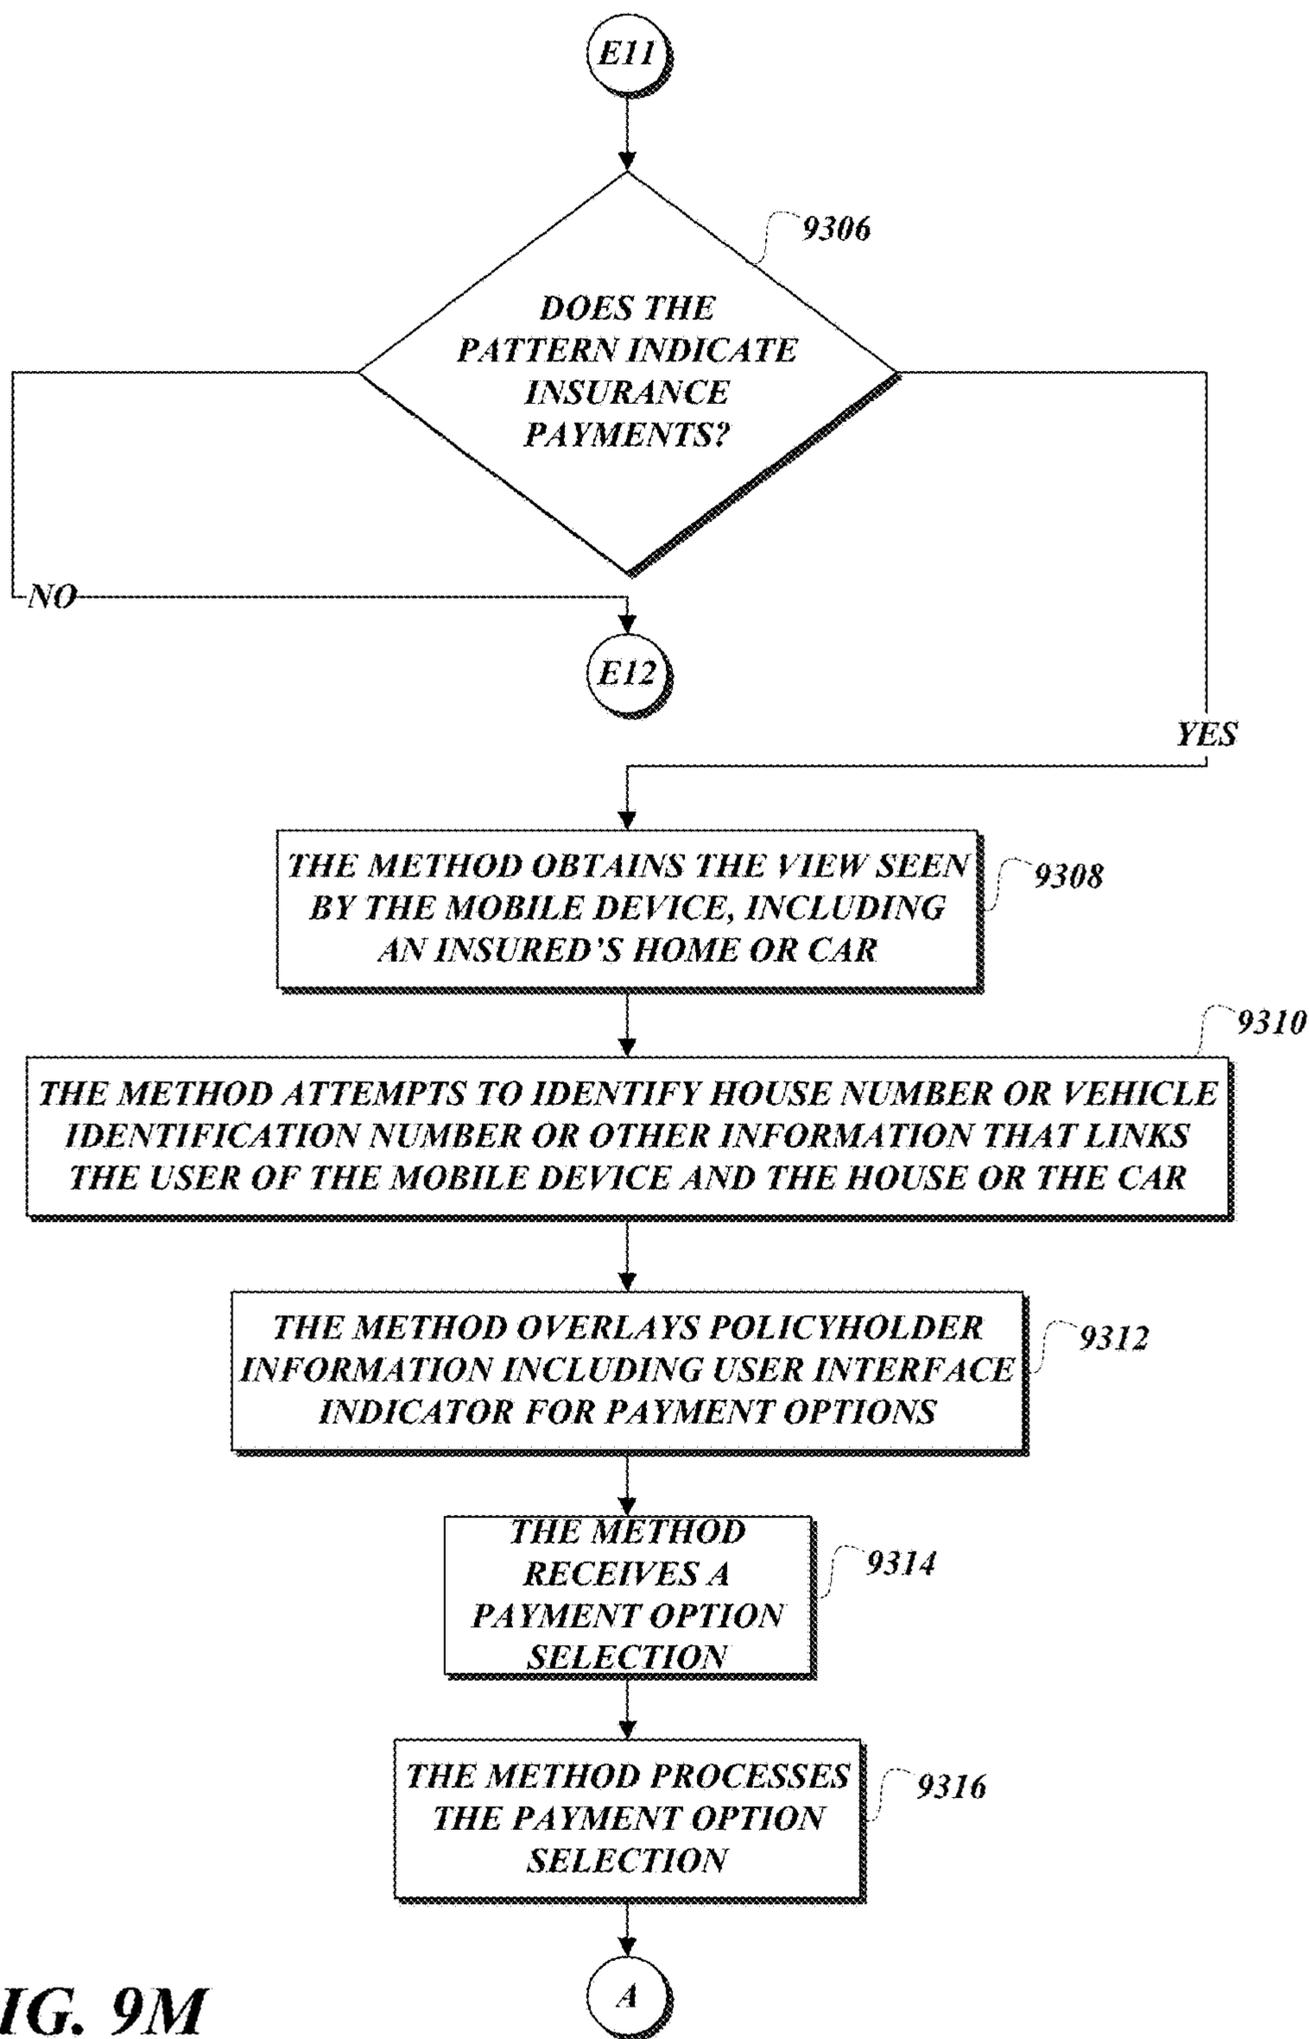 E11
9306
DOES THE
PATTERN INDICATE
INSURANCE
PAYMENTS?
NO
E12
YES
THE METHOD OBTAINS THE VIEW SEEN
BY THE MOBILE DEVICE, INCLUDING
AN INSURED'S HOME OR CAR
9308
9310
THE METHOD ATTEMPTS TO IDENTIFY HOUSE NUMBER OR VEHICLE
IDENTIFICATION NUMBER OR OTHER INFORMATION THAT LINKS
THE USER OF THE MOBILE DEVICE AND THE HOUSE OR THE CAR
THE METHOD OVERLAYS POLICYHOLDER
INFORMATION INCLUDING USER INTERFACE
INDICATOR FOR PAYMENT OPTIONS
9312
THE METHOD
RECEIVES A
PAYMENT OPTION
SELECTION
9314
THE METHOD PROCESSES
THE PAYMENT OPTION
SELECTION
9316
A
IG. 9M